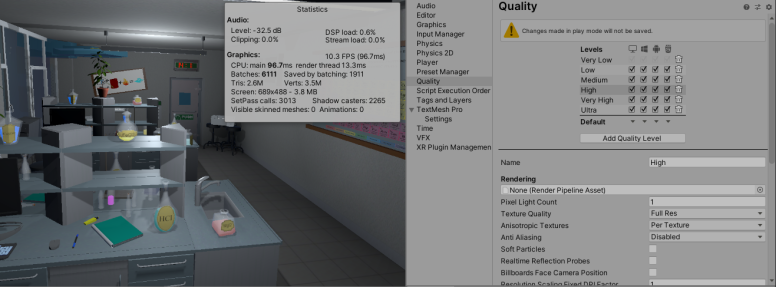 Statistics
Audio:
Level: -32.5 dB DSP load: 0.6%
Clipping: 0.0% Stream load: 0.0%
Graphics: 10.3 FPS (96.7ms)
CPU: main 96.7ms render thread 13.3ms
Batches: 6111 Saved by batching: 1911
Tris: 2.6M Verts: 3.5M
Screen: 689x488 - 3.8 MB
SetPass calls: 3013 Shadow casters: 2265
Visible skinned meshes: 0 Animations: 0
HCl
Audio
Editor
Graphics
Input Manager
Physics
Physics 2D
Player
Preset Manager
Quality
Script Execution Order
Tags and Layers
TextMesh Pro
Settings
Time
VFX
XR Plugin Managemen
Quality
Changes made in play mode will not be saved.
Levels
Very Low
Low
Medium
High
Very High
Ultra
Default
Add Quality Level
Name High
Rendering
None (Render Pipeline Asset)
Pixel Light Count 1
Texture Quality Full Res
Anisotropic Textures Per Texture
Anti Aliasing Disabled
Soft Particles
Realtime Reflection Probes
Billboards Face Camera Position
Resolution Scaling Fixed DPI Factor 1